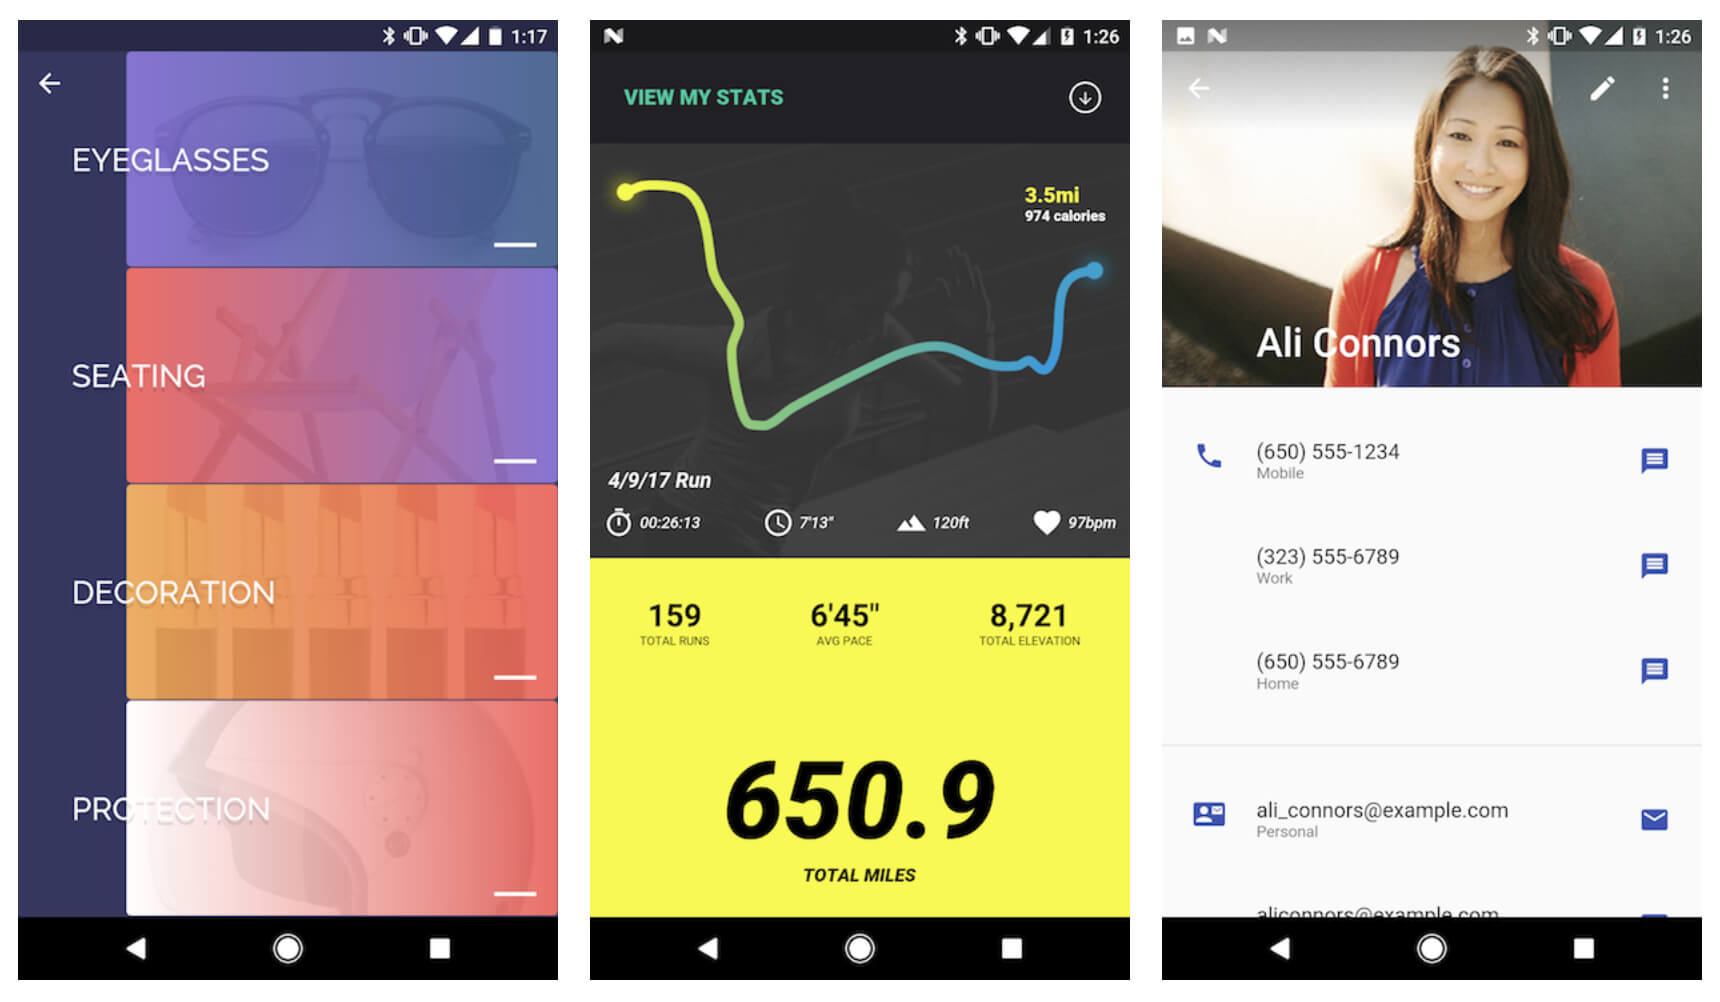 1:17
EYEGLASSES
SEATING
DECORATION
PROTECTION
1:26
VIEW MY STATS
3.5mi
974 calories
4/9/17 Run
00:26:13 7'13" 120ft 97bpm
159 6'45" 8,721
TOTAL RUNS AVG PACE TOTAL ELEVATION
650.9
TOTAL MILES
1:26
Ali Connors
(650) 555-1234
Mobile
(323) 555-6789
Work
(650) 555-6789
Home
ali_connors@example.com
Personal
aliconnors@example.com